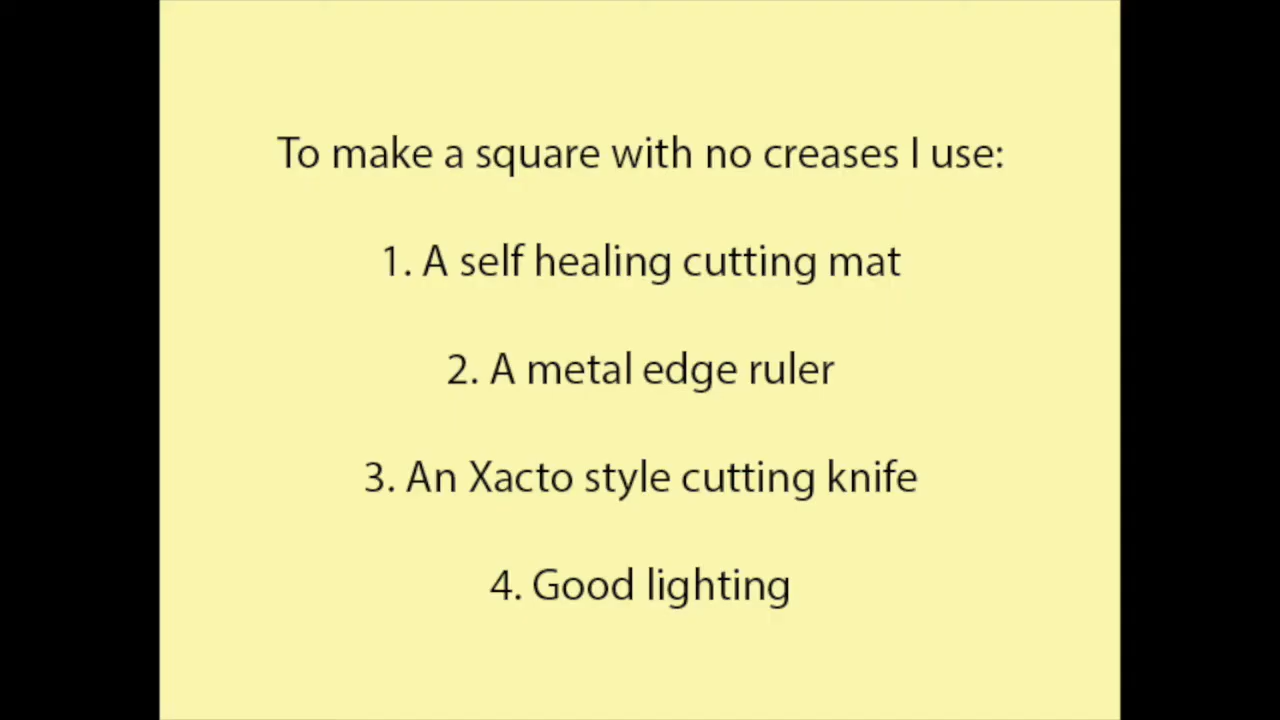 To make a square with no creases I use:
1. A self healing cutting mat
2. A metal edge ruler
3. An Xacto style cutting knife
4. Good lighting